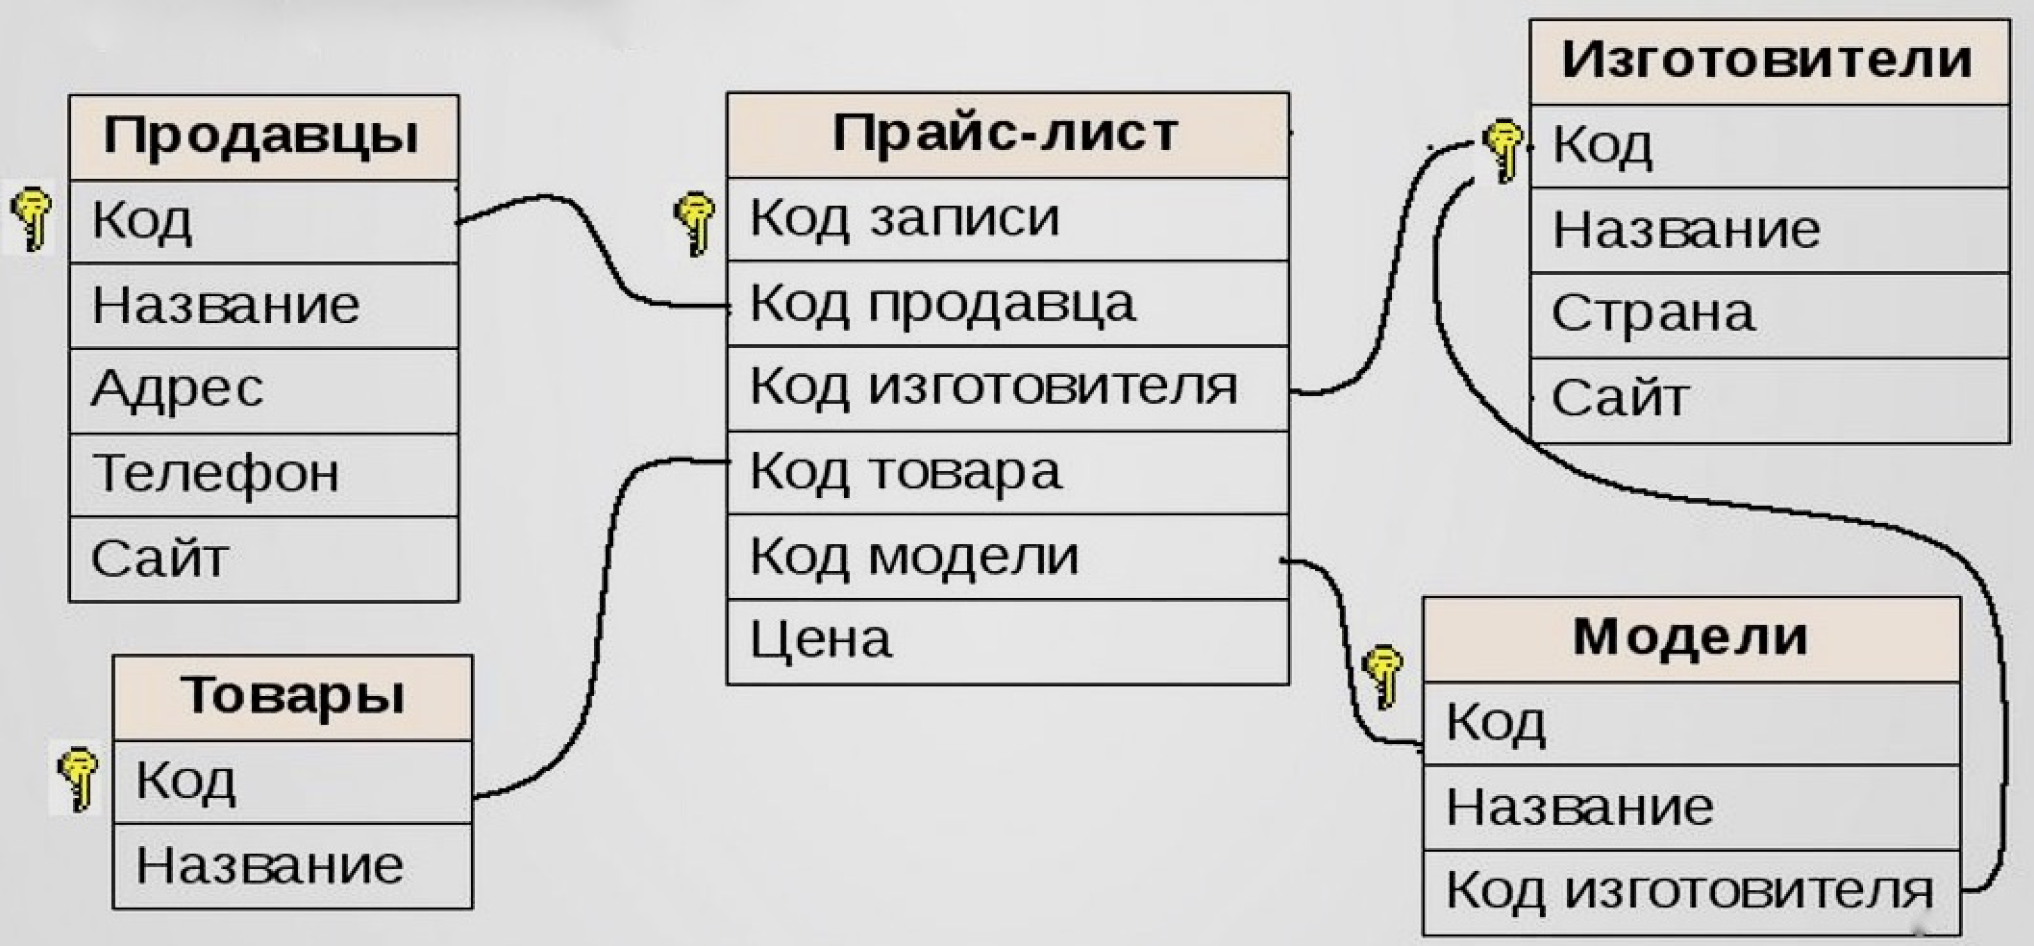 Продавцы
Код
Название
Адрес
Телефон
Сайт
Товары
Код
Название
Прайс-лист
Код записи
Код продавца
Код изготовителя
Код товара
Код модели
Цена
Изготовители
Код
Название
Страна
Сайт
Модели
Код
Название
Код изготовителя